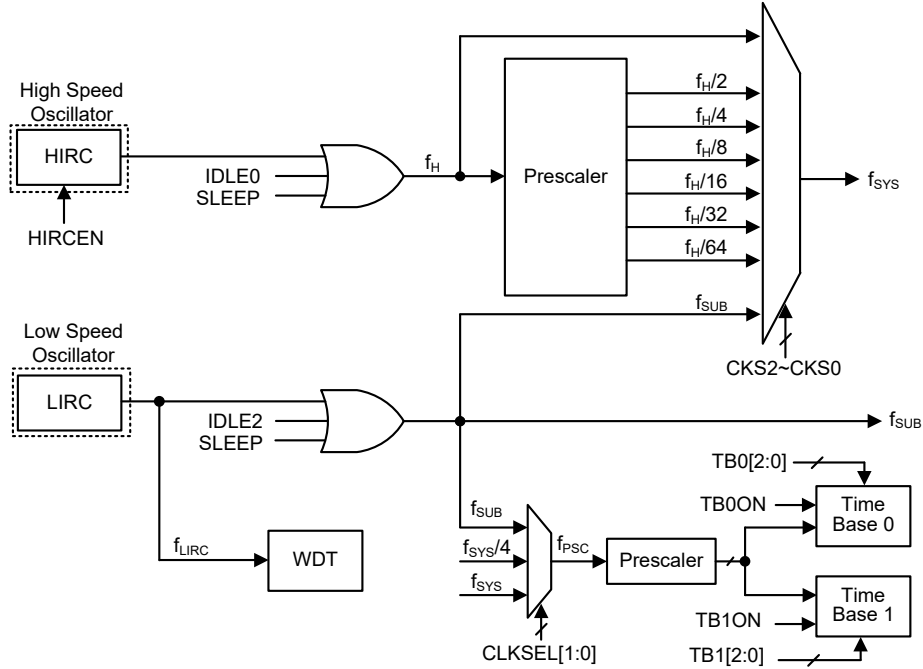 High Speed
Oscillator
HIRC
HIRCEN
IDLE0
SLEEP
fH
Prescaler
fH/2
fH/4
fH/8
fH/16
fH/32
fH/64
fSUB
fSYS
CKS2~CKS0
Low Speed
Oscillator
LIRC
IDLE2
SLEEP
fSUB
fLIRC
WDT
fSUB
fSYS/4
fSYS
CLKSEL[1:0]
fPSC
Prescaler
TB0[2:0]
TB0ON
Time
Base 0
TB1ON
TB1[2:0]
Time
Base 1